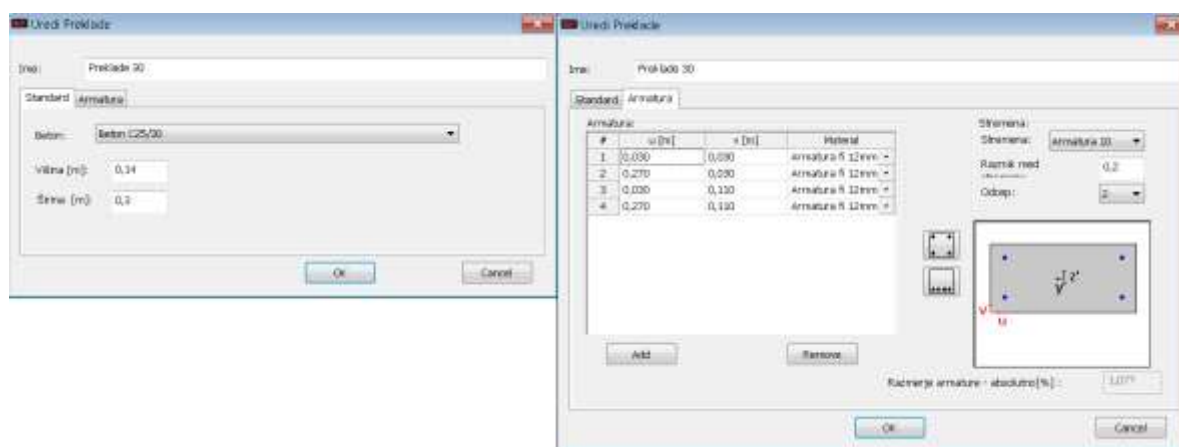 Uredi Preklade
Ime: Preklade 30
Standard Armatura
Beton: Beton C25/30
Višina [m]: 0,14
Širina [m]: 0,3
Ok Cancel
Uredi Preklade
Ime: Preklade 30
Standard Armatura
Armatura:
# u [m] v [m] Material
1 0,030 0,030 Armatura fi 12mm
2 0,270 0,030 Armatura fi 12mm
3 0,030 0,110 Armatura fi 12mm
4 0,270 0,110 Armatura fi 12mm
Add Remove
Stremena:
Stremena: Armatura 10
Razmik med
0,2
Odsep: 2
V
u
Razmerje armature - absolutno[%] :
OK Cancel